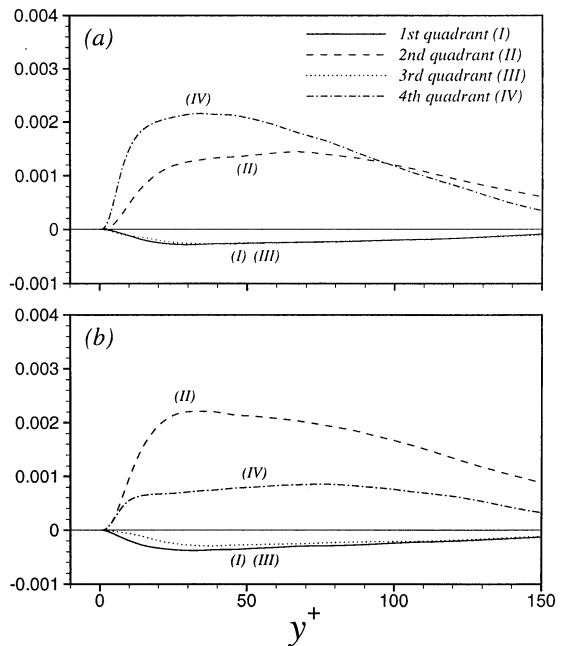 0.004
(a)
1st quadrant (I)
2nd quadrant (II)
3rd quadrant (III)
4th quadrant (IV)
0.003
0.002
0.001
0
-0.001
(IV)
(II)
(I) (III)
0.004
(b)
0.003
0.002
0.001
0
-0.001
(II)
(IV)
(I) (III)
0 50 100 150
y+